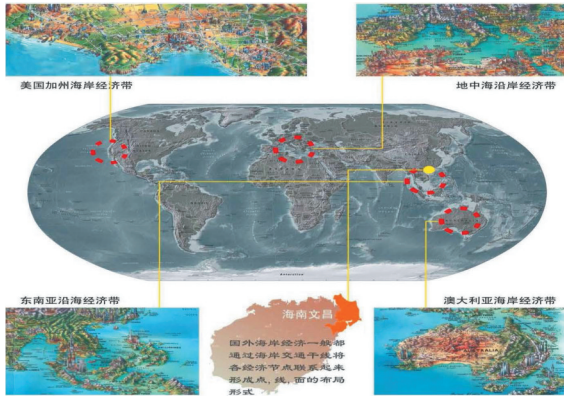 美国加州海岸经济带
地中海沿岸经济带
东南亚沿海经济带
海南文昌
澳大利亚海岸经济带
国外海岸经济一般都
通过海岸交通干线将
各经济节点联系起来
形成点，线，面的布局
形式